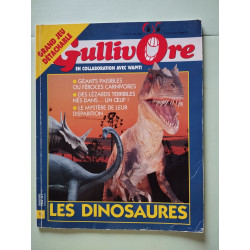 GRAND JEU
DÉTACHABLE
GullivOre
EN COLLABORATION AVEC WAPITI
GÉANTS PAISIBLES
OU FÉROCES CARNIVORES
DES LÉZARDS TERRIBLES
NÉS DANS... UN ŒUF !
LE MYSTÈRE DE LEUR
DISPARITION
LES DINOSAURES